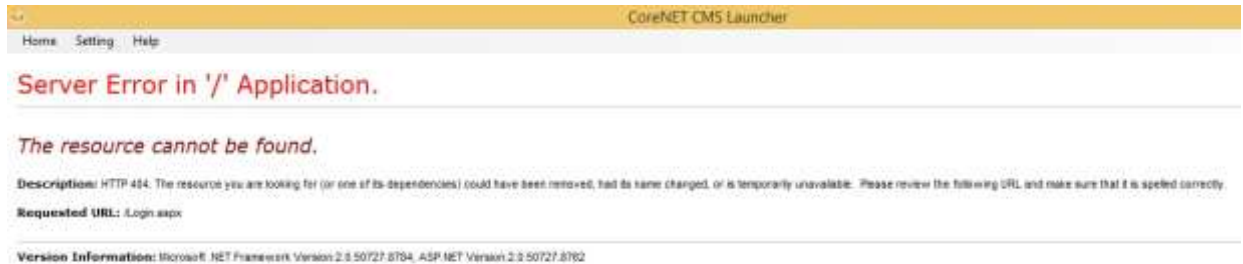 CoreNET CMS Launcher
Home Setting Help
Server Error in '/' Application.
The resource cannot be found.
Description: HTTP 404. The resource you are looking for (or one of its dependencies) could have been removed, had its name changed, or is temporarily unavailable. Please review the following URL and make sure that it is spelled correctly.
Requested URL: /Login.aspx
Version Information: Microsoft .NET Framework Version:2.0.50727.8784; ASP.NET Version:2.0.50727.8762